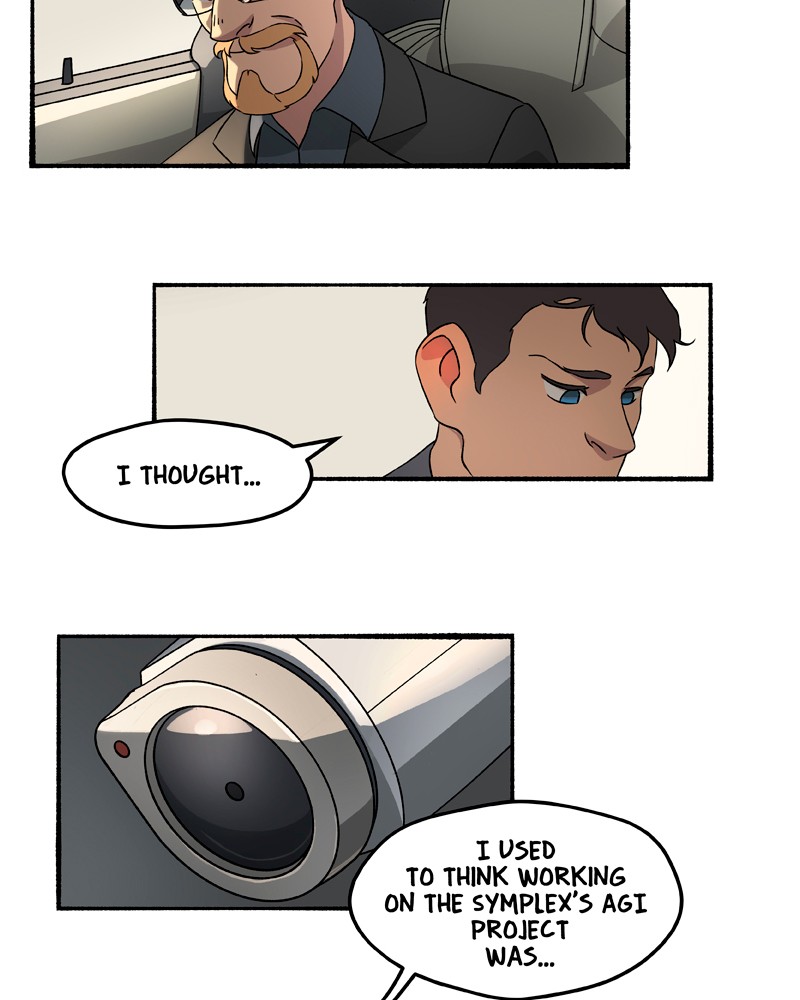 I THOUGHT...
I USED
TO THINK WORKING
ON THE SYMPLEX'S AGI
PROJECT
WAS...